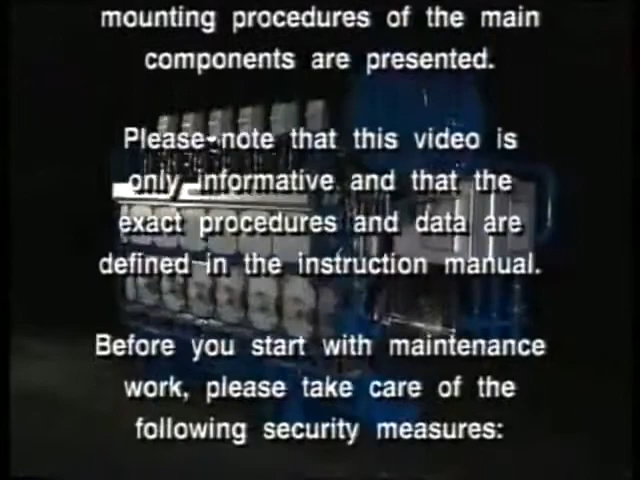 mounting procedures of the main
components are presented.
Please note that this video is
only informative and that the
exact procedures and data are
defined in the instruction manual.
Before you start with maintenance
work, please take care of the
following security measures: